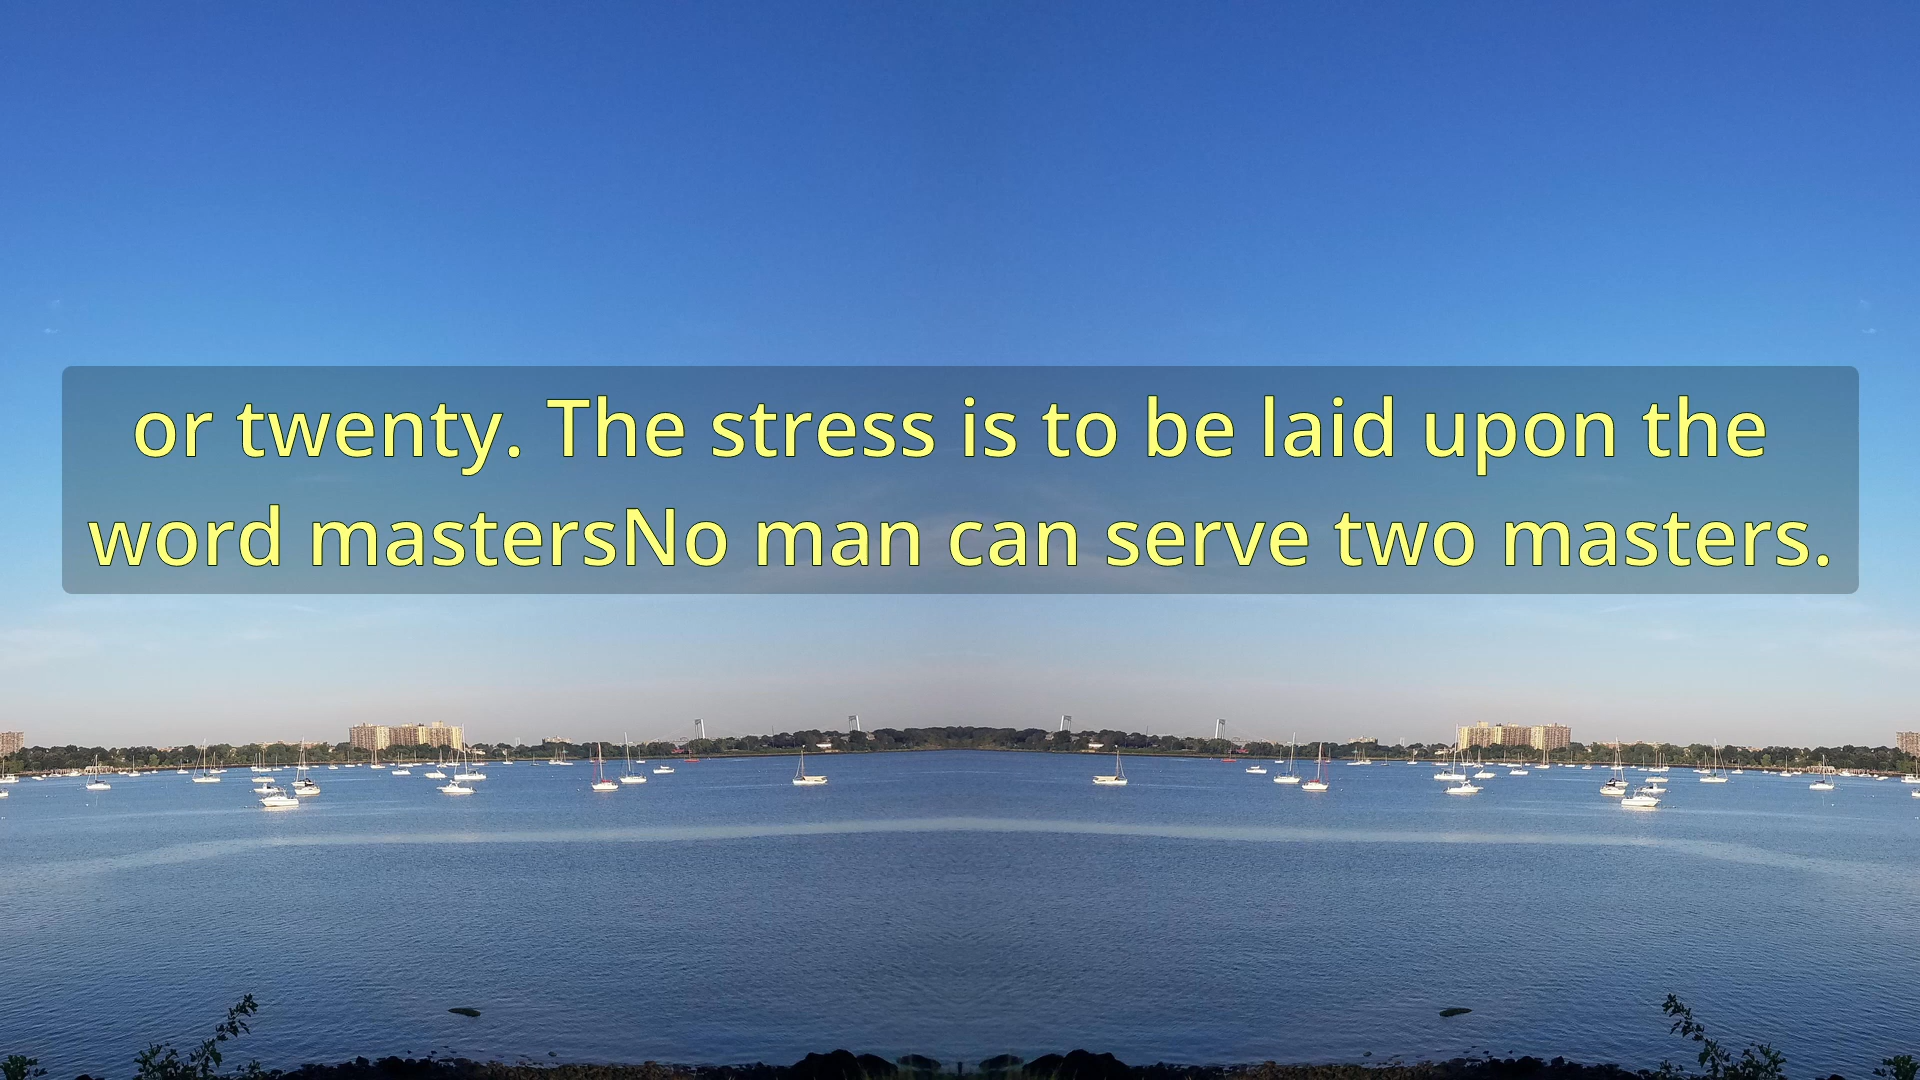 or twenty. The stress is to be laid upon the
word mastersNo man can serve two masters.